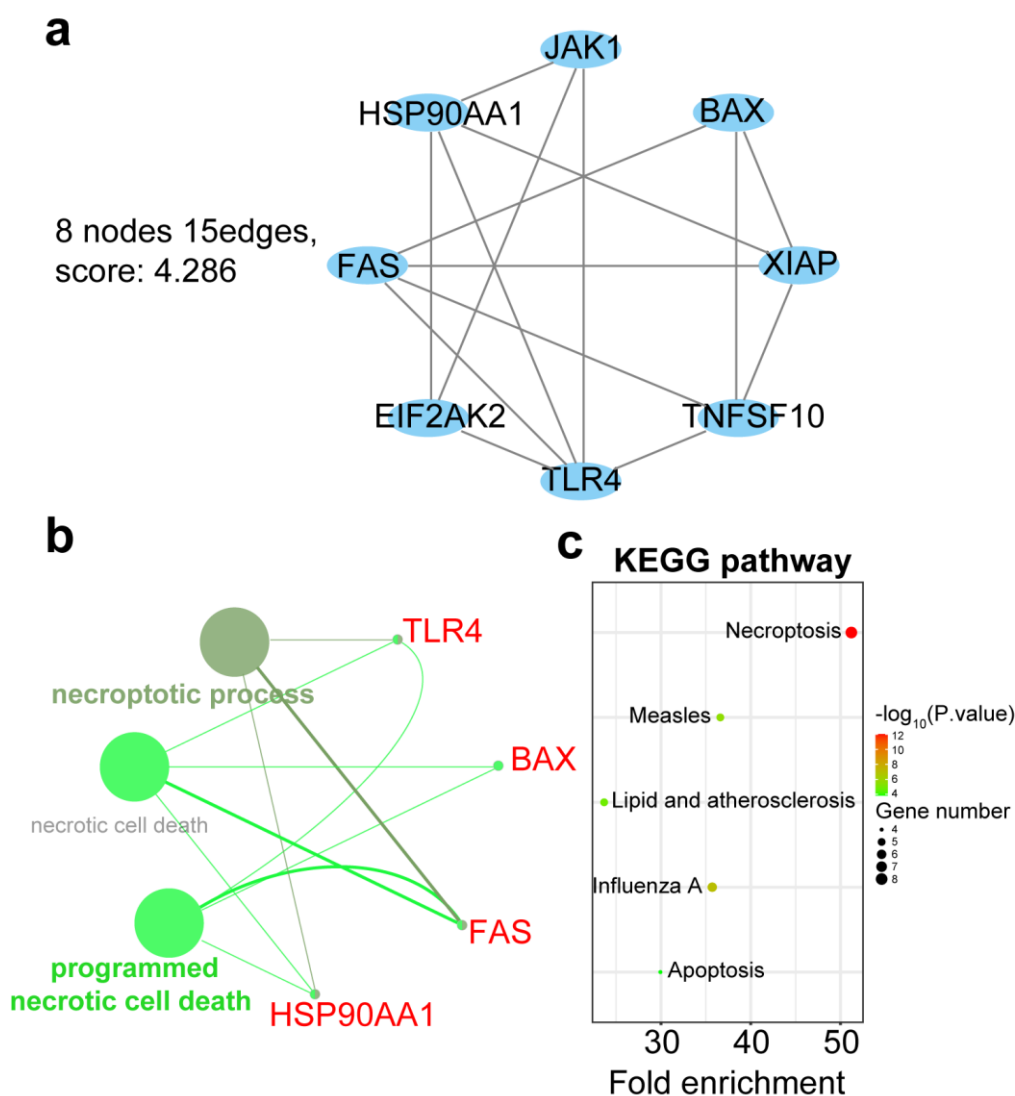 a
JAK1
HSP90AA1
BAX
8 nodes 15edges,
score: 4.286
FAS
XIAP
EIF2AK2
TNFSF10
TLR4
b
TLR4
necroptotic process
BAX
necrotic cell death
FAS
programmed
necrotic cell death
HSP90AA1
c
KEGG pathway
Necroptosis
Measles
Lipid and atherosclerosis
Influenza A
Apoptosis
30 40 50
Fold enrichment
-log10(P.value)
12
10
8
6
4
Gene number
4
5
6
7
8